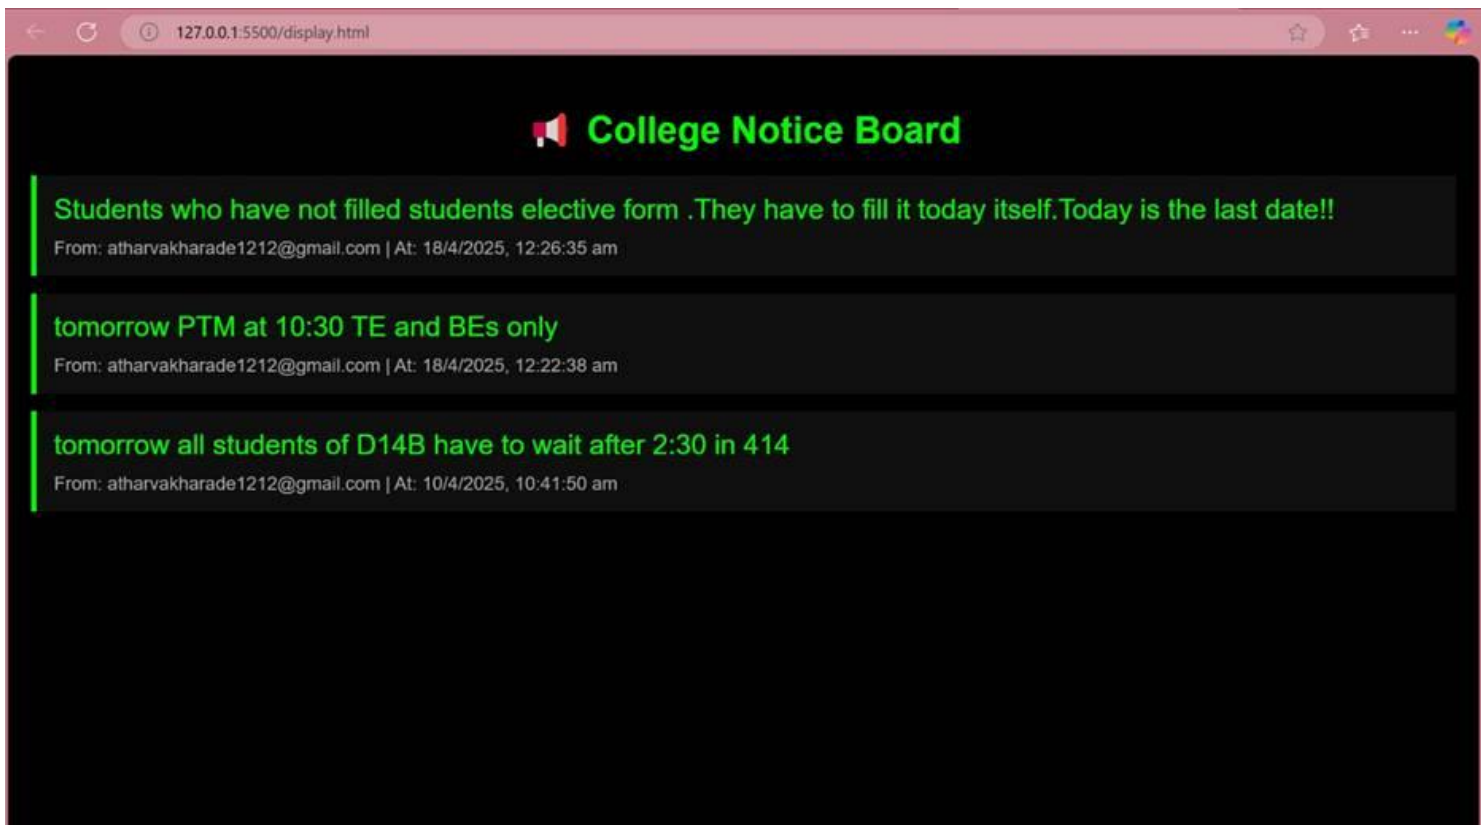 127.0.0.1:5500/display.html
📢 College Notice Board
Students who have not filled students elective form .They have to fill it today itself.Today is the last date!!
From: atharvakharade1212@gmail.com | At: 18/4/2025, 12:26:35 am
tomorrow PTM at 10:30 TE and BEs only
From: atharvakharade1212@gmail.com | At: 18/4/2025, 12:22:38 am
tomorrow all students of D14B have to wait after 2:30 in 414
From: atharvakharade1212@gmail.com | At: 10/4/2025, 10:41:50 am